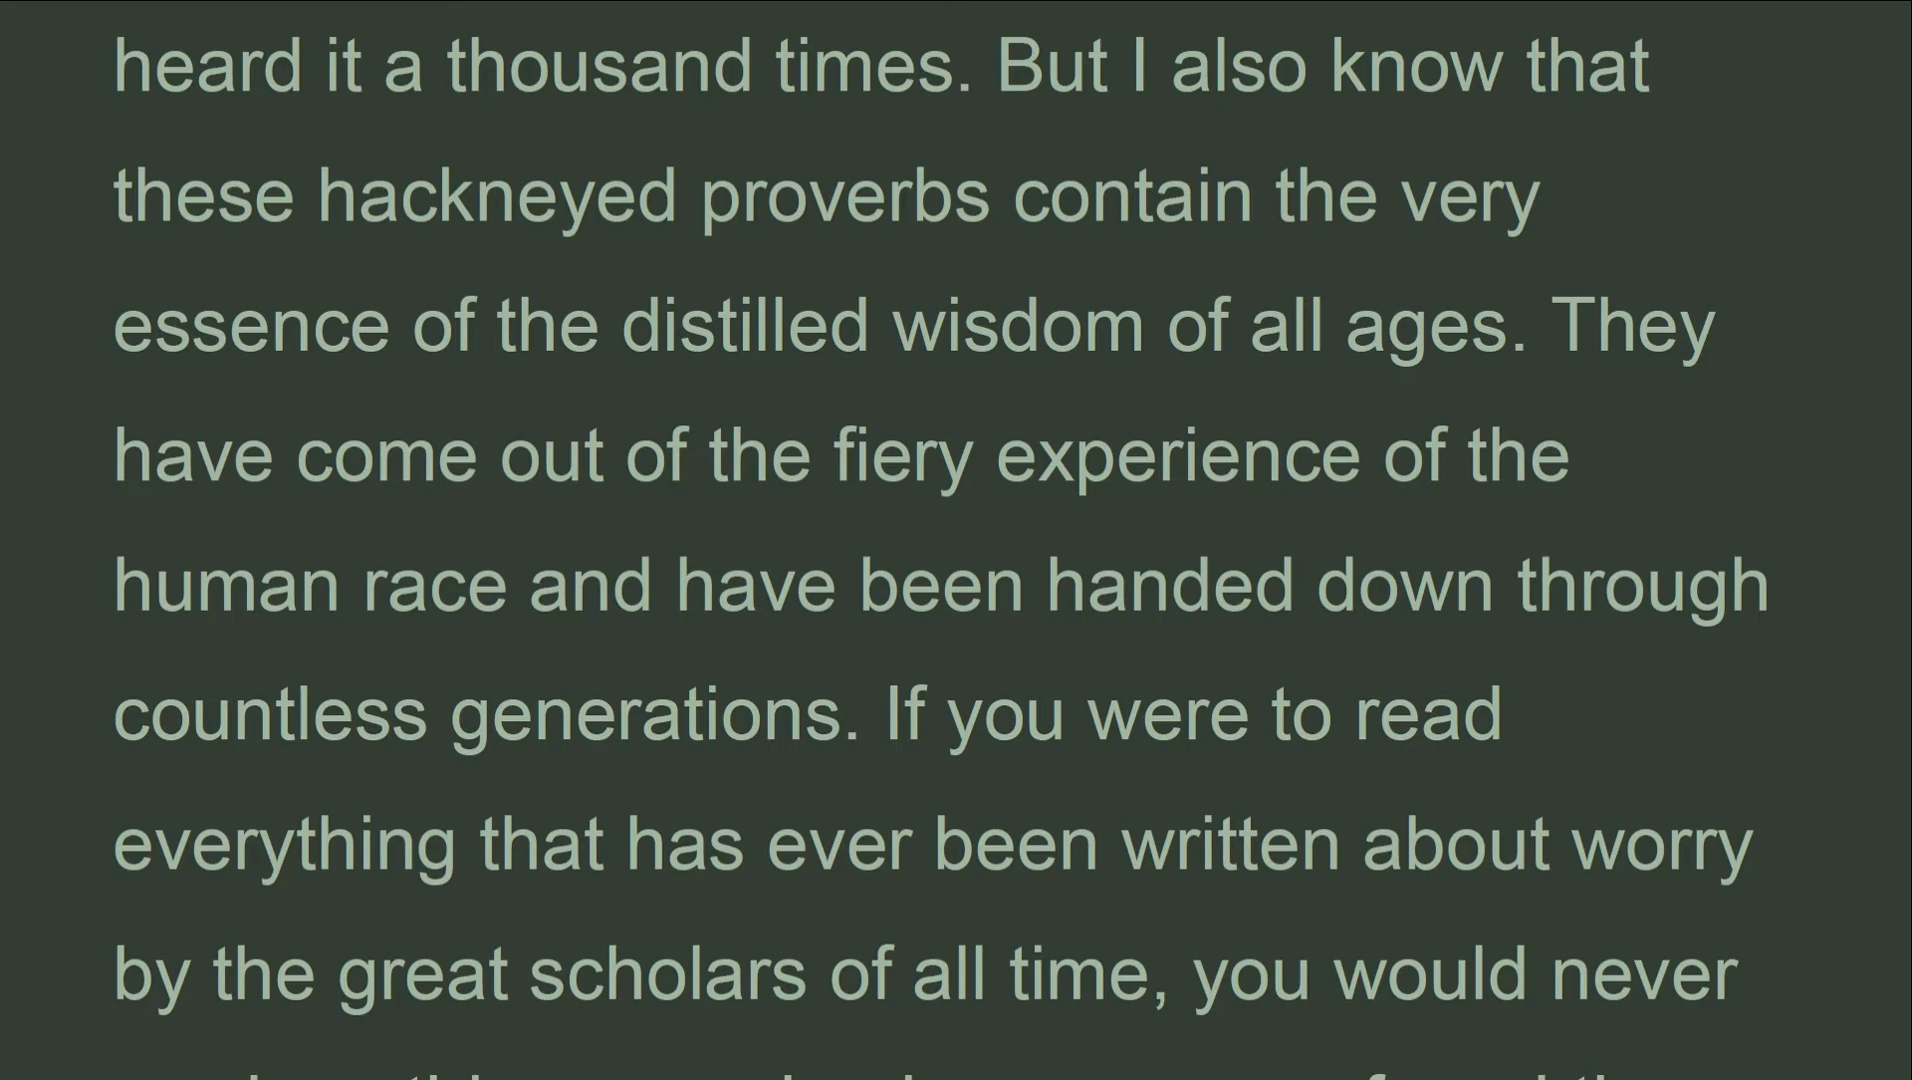 heard it a thousand times. But I also know that
these hackneyed proverbs contain the very
essence of the distilled wisdom of all ages. They
have come out of the fiery experience of the
human race and have been handed down through
countless generations. If you were to read
everything that has ever been written about worry
by the great scholars of all time, you would never